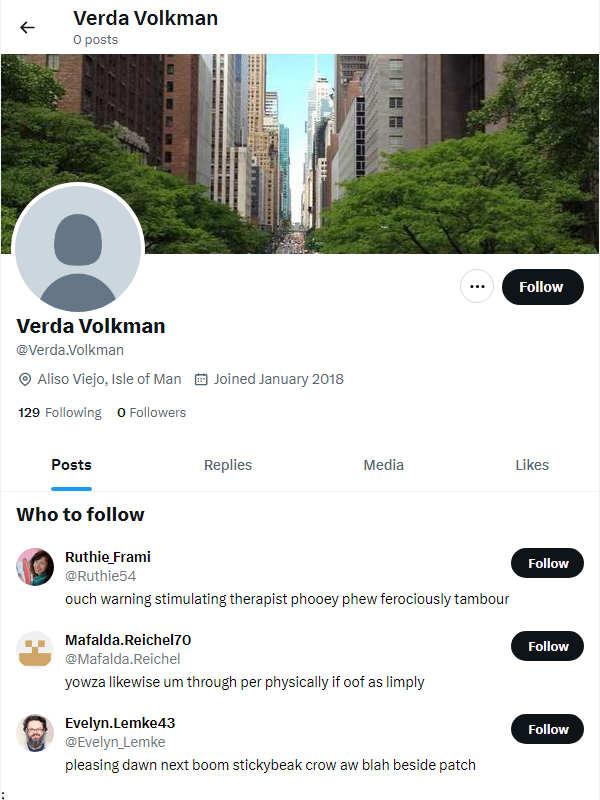 Verda Volkman
0 posts
Follow
Verda Volkman
@Verda.Volkman
Aliso Viejo, Isle of Man Joined January 2018
129 Following 0 Followers
Posts Replies Media Likes
Who to follow
Ruthie_Frami
@Ruthie54
Follow
ouch warning stimulating therapist phooey phew ferociously tambour
Mafalda.Reichel70
@Mafalda.Reichel
Follow
yowza likewise um through per physically if oof as limply
Evelyn.Lemke43
@Evelyn_Lemke
Follow
pleasing dawn next boom stickybeak crow aw blah beside patch
;